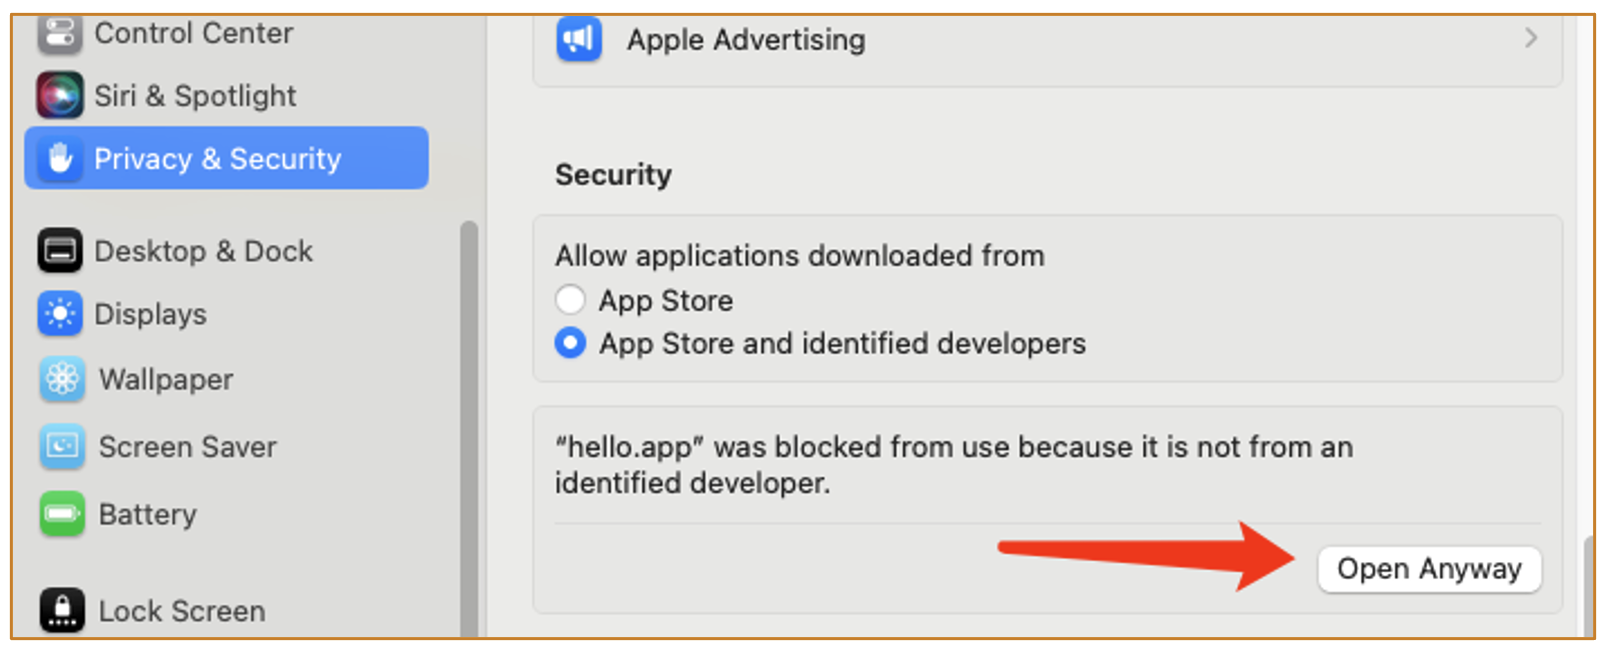 Control Center
Siri & Spotlight
Privacy & Security
Desktop & Dock
Displays
Wallpaper
Screen Saver
Battery
Lock Screen
Apple Advertising
Security
Allow applications downloaded from
App Store
App Store and identified developers
“hello.app” was blocked from use because it is not from an
identified developer.
Open Anyway